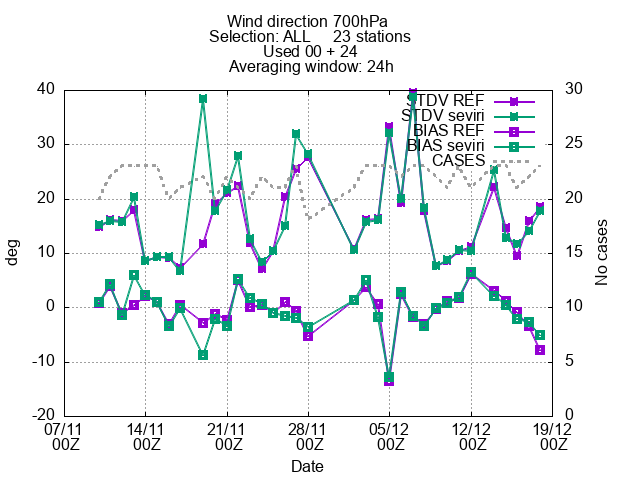 Wind direction 700hPa
Selection: ALL 23 stations
Used 00 + 24
Averaging window: 24h
40 30
STDV REF
STDV seviri
BIAS REF
BIAS seviri
CASES
30 25
20 20
10 15
0 10
-10 5
-20 0
deg
No cases
07/11 14/11 21/11 28/11 05/12 12/12 19/12
00Z 00Z 00Z 00Z 00Z 00Z 00Z
Date